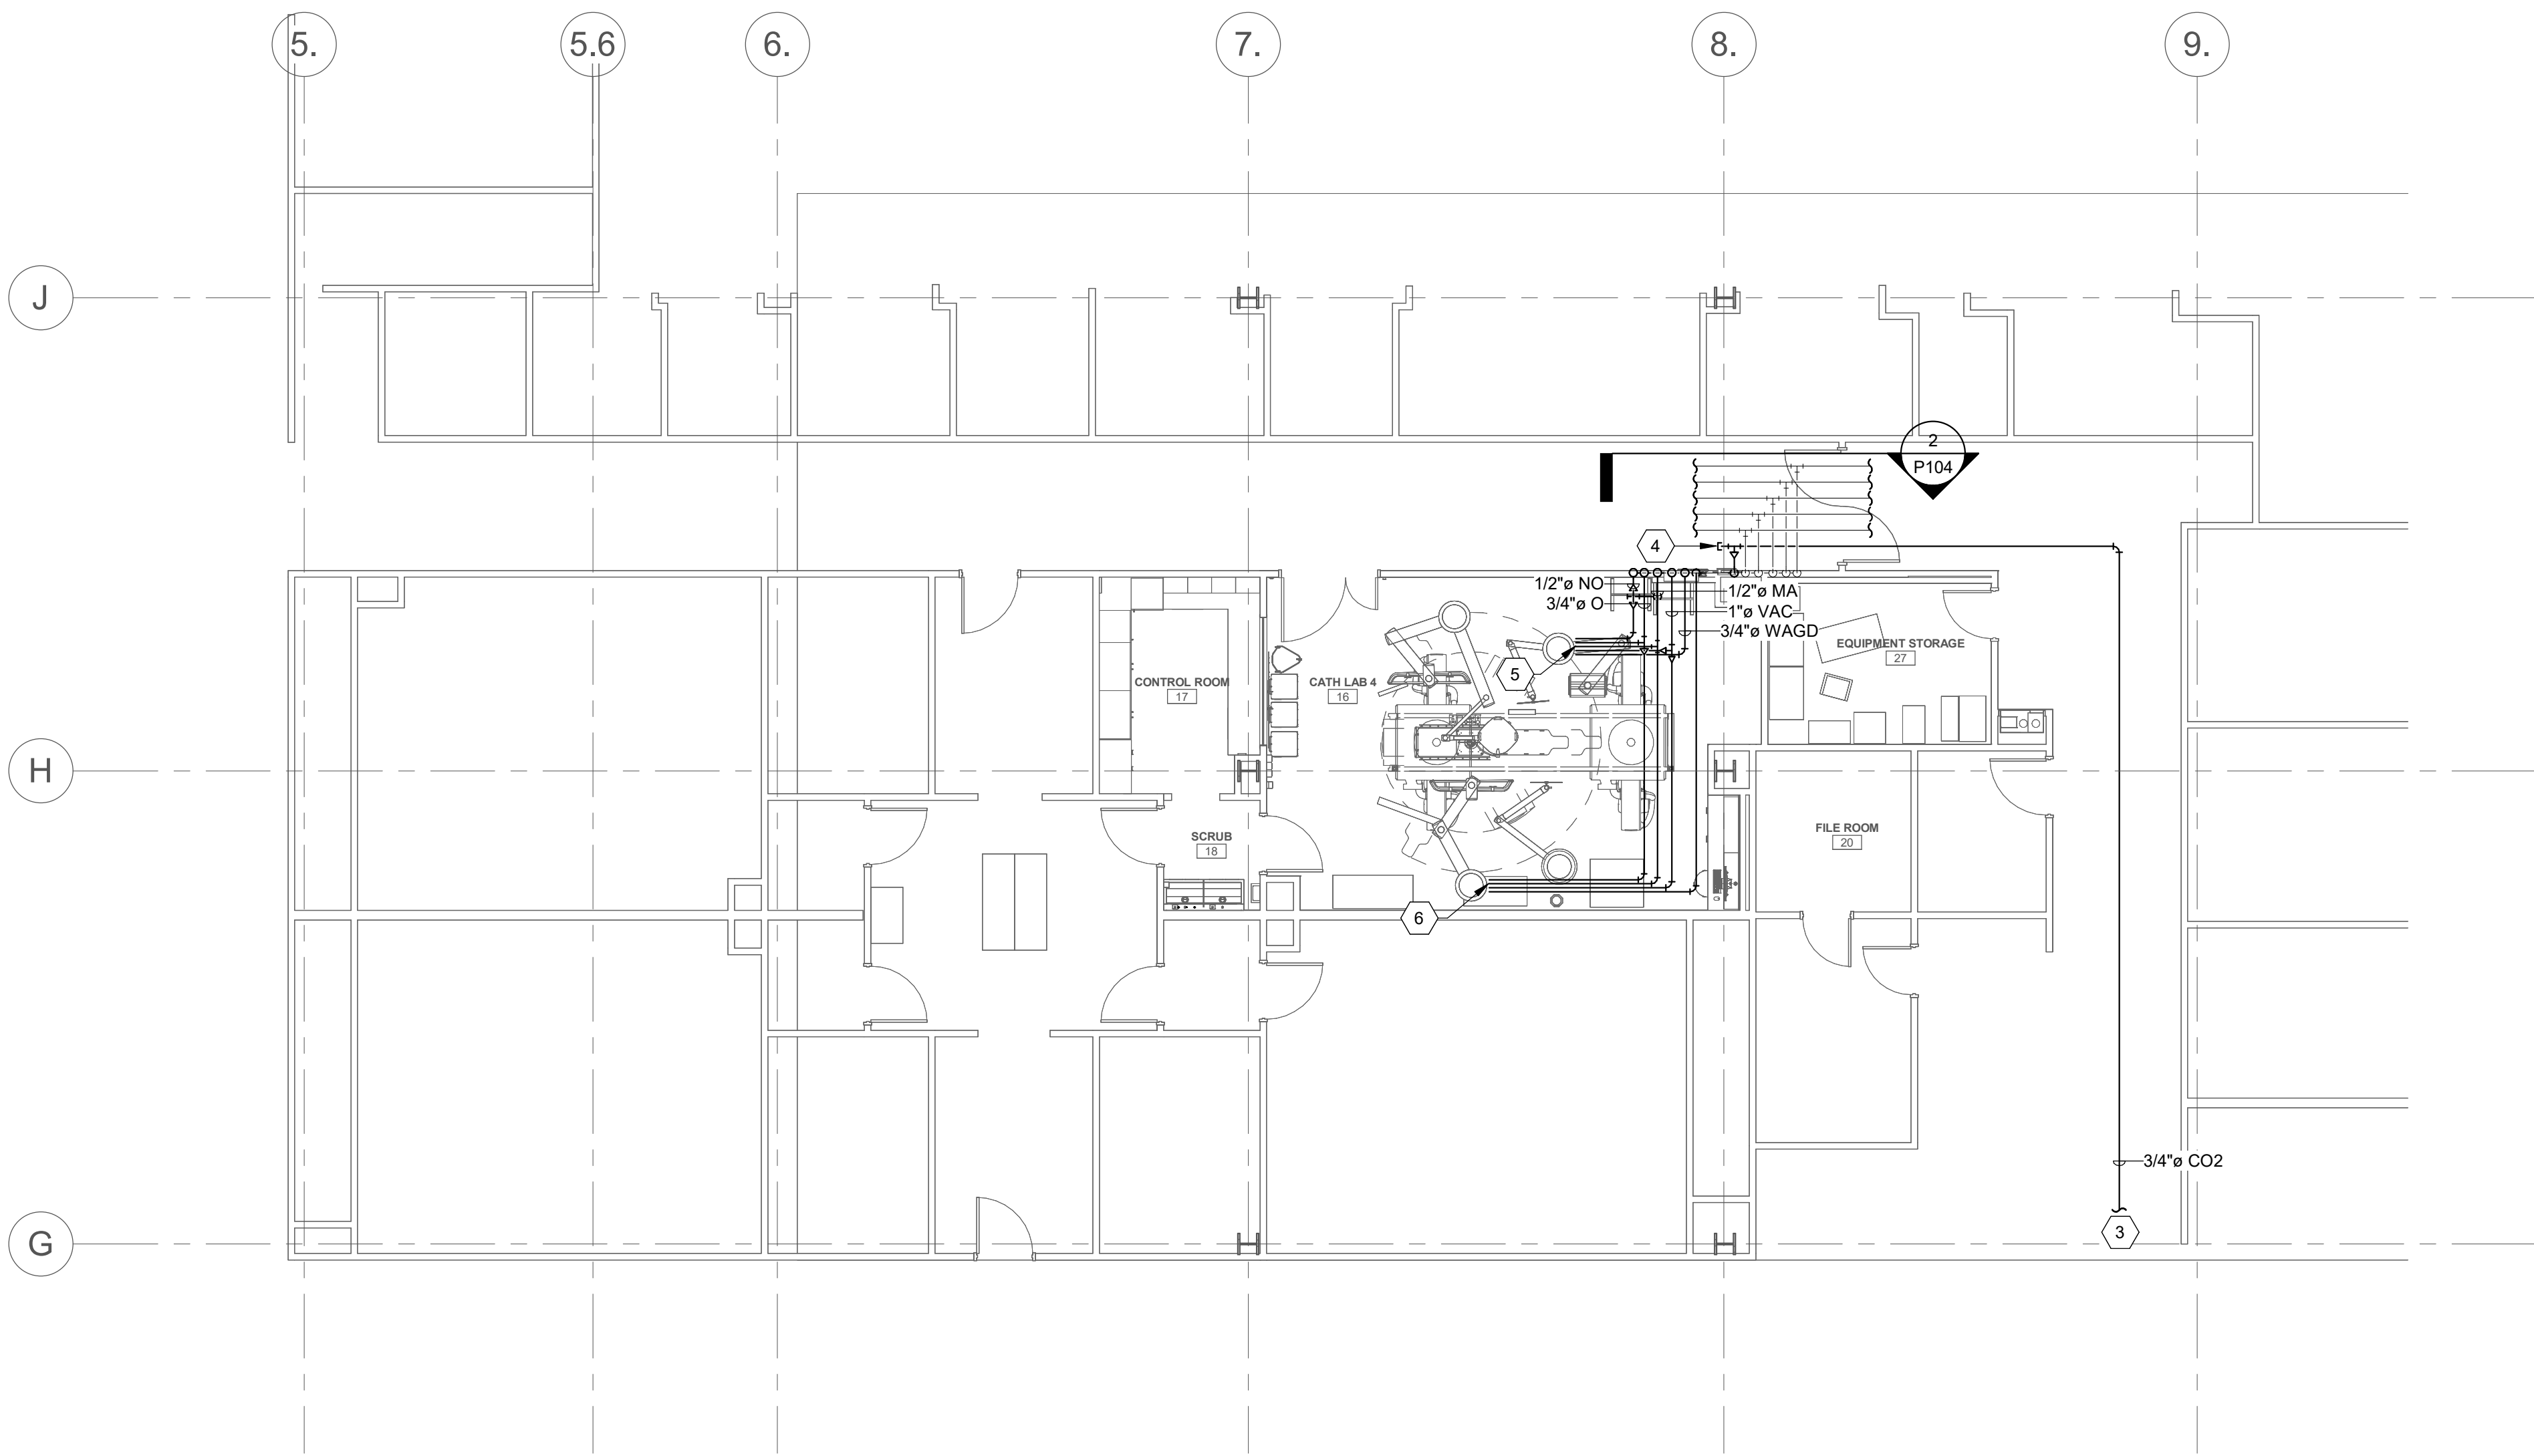 5.
5.6
6.
7.
8.
9.
J
2
P104
4
1/2"ø NO
1/2"ø MA
3/4"ø O
1"ø VAC
3/4"ø WAGD
EQUIPMENT STORAGE
27
5
CONTROL ROOM
17
CATH LAB 4
16
H
SCRUB
18
FILE ROOM
20
6
3/4"ø CO2
3
G